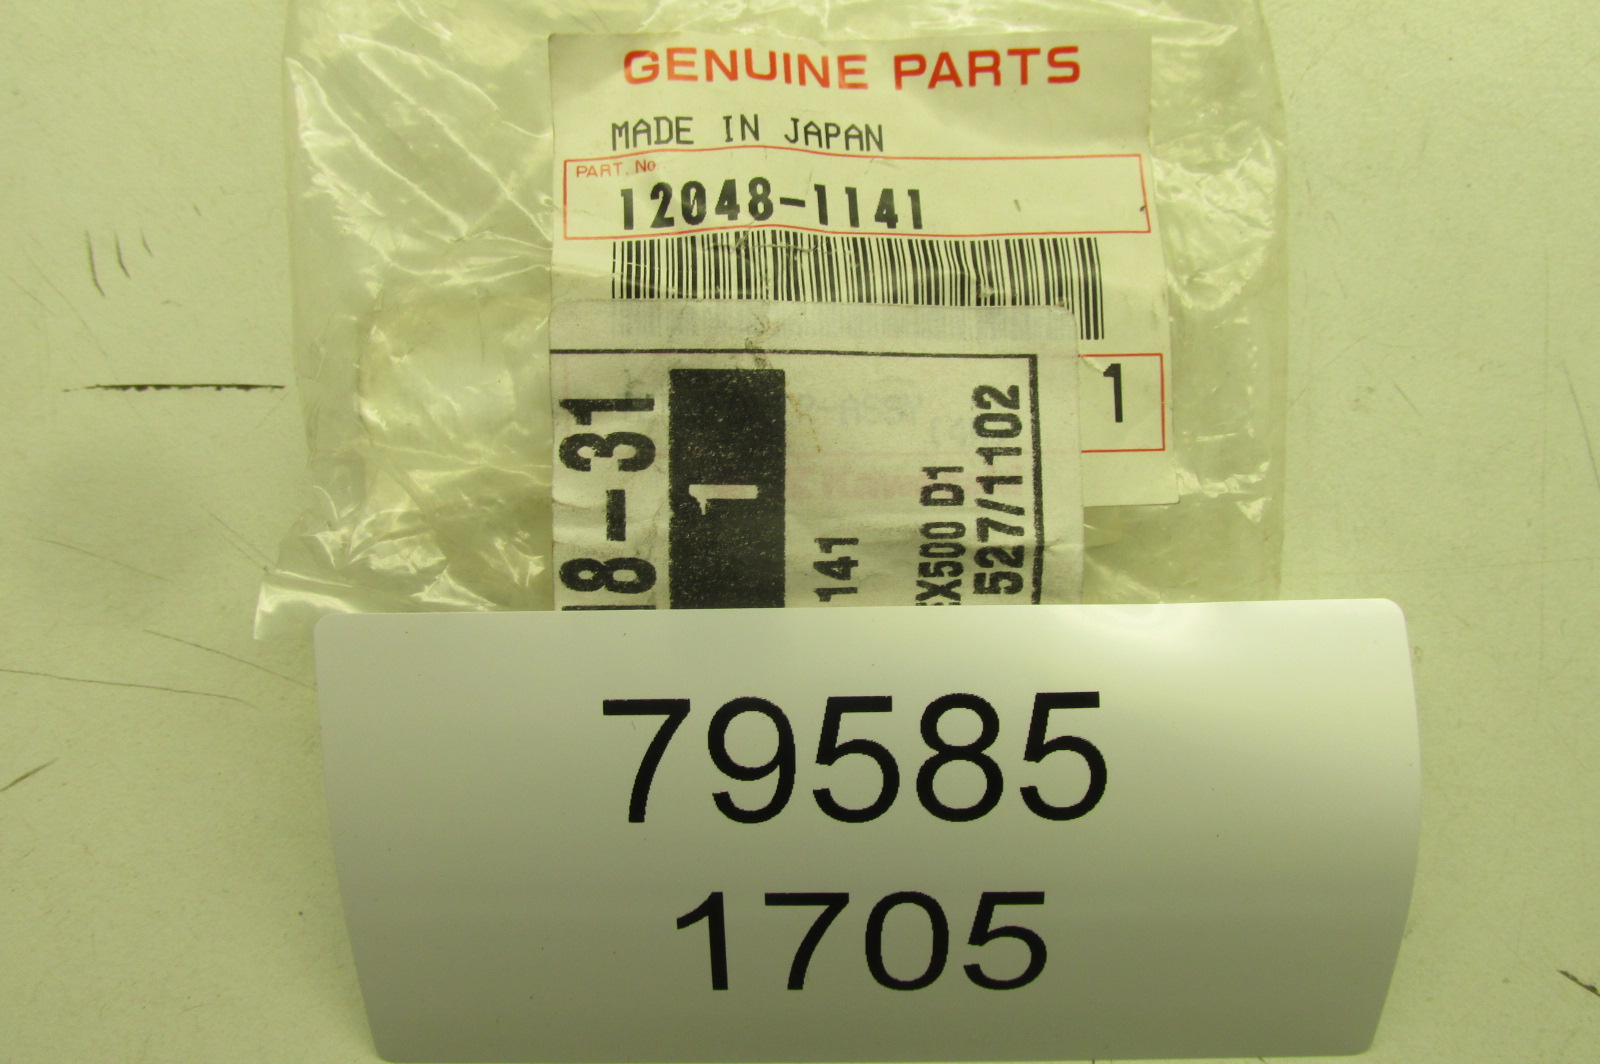 GENUINE PARTS
MADE IN JAPAN
PART. No.
12048-1141
1
18-31
1
141
EX500 D1
527/1102
79585
1705